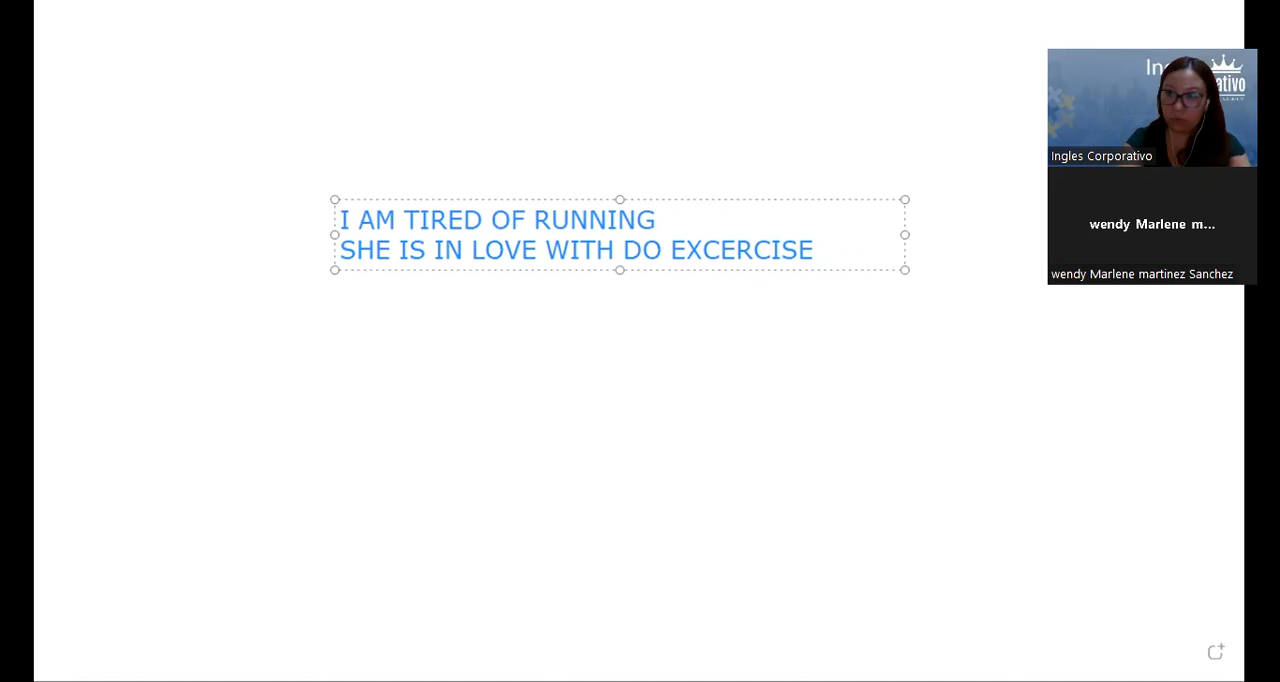 I AM TIRED OF RUNNING
SHE IS IN LOVE WITH DO EXCERCISE
Ingles Corporativo
wendy Marlene m...
wendy Marlene martinez Sanchez